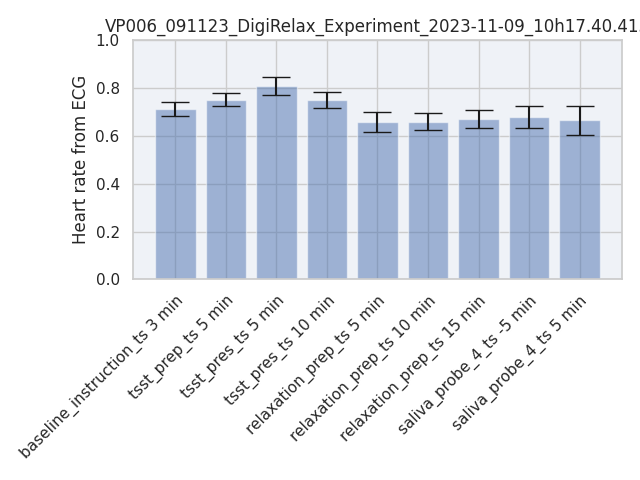 VP006_091123_DigiRelax_Experiment_2023-11-09_10h17.40.41
Heart rate from ECG
1.0
0.8
0.6
0.4
0.2
0.0
baseline_instruction_ts 3 min
tsst_prep_ts 5 min
tsst_pres_ts 5 min
tsst_pres_ts 10 min
relaxation_prep_ts 5 min
relaxation_prep_ts 10 min
relaxation_prep_ts 15 min
saliva_probe_4_ts -5 min
saliva_probe_4_ts 5 min